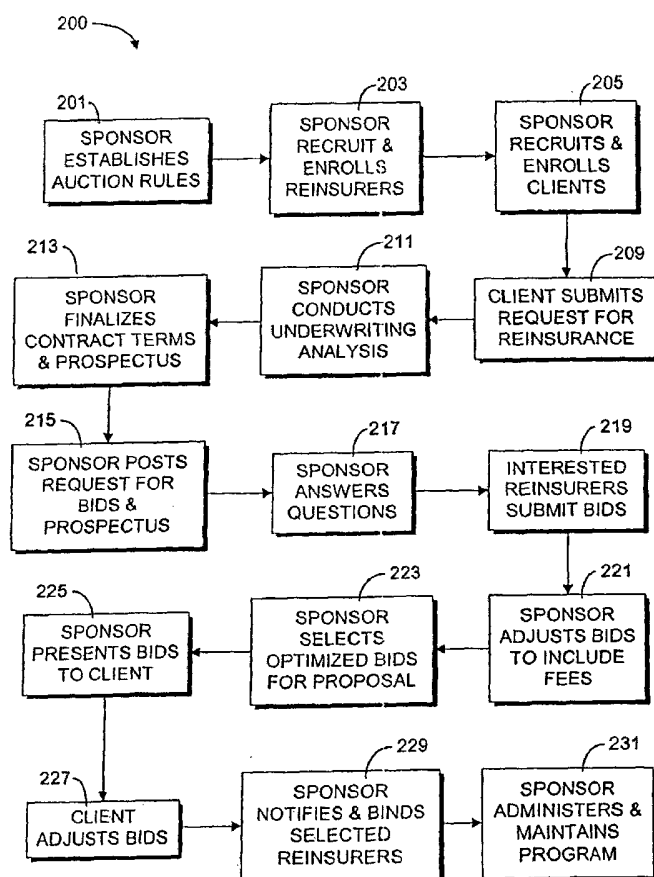 200
201
SPONSOR
ESTABLISHES
AUCTION RULES
203
SPONSOR
RECRUIT &
ENROLLS
REINSURERS
205
SPONSOR
RECRUITS &
ENROLLS
CLIENTS
209
CLIENT SUBMITS
REQUEST FOR
REINSURANCE
211
SPONSOR
CONDUCTS
UNDERWRITING
ANALYSIS
213
SPONSOR
FINALIZES
CONTRACT TERMS
& PROSPECTUS
215
SPONSOR POSTS
REQUEST FOR
BIDS &
PROSPECTUS
217
SPONSOR
ANSWERS
QUESTIONS
219
INTERESTED
REINSURERS
SUBMIT BIDS
221
SPONSOR
ADJUSTS BIDS
TO INCLUDE
FEES
223
SPONSOR
SELECTS
OPTIMIZED BIDS
FOR PROPOSAL
225
SPONSOR
PRESENTS BIDS
TO CLIENT
227
CLIENT
ADJUSTS BIDS
229
SPONSOR
NOTIFIES & BINDS
SELECTED
REINSURERS
231
SPONSOR
ADMINISTERS &
MAINTAINS
PROGRAM